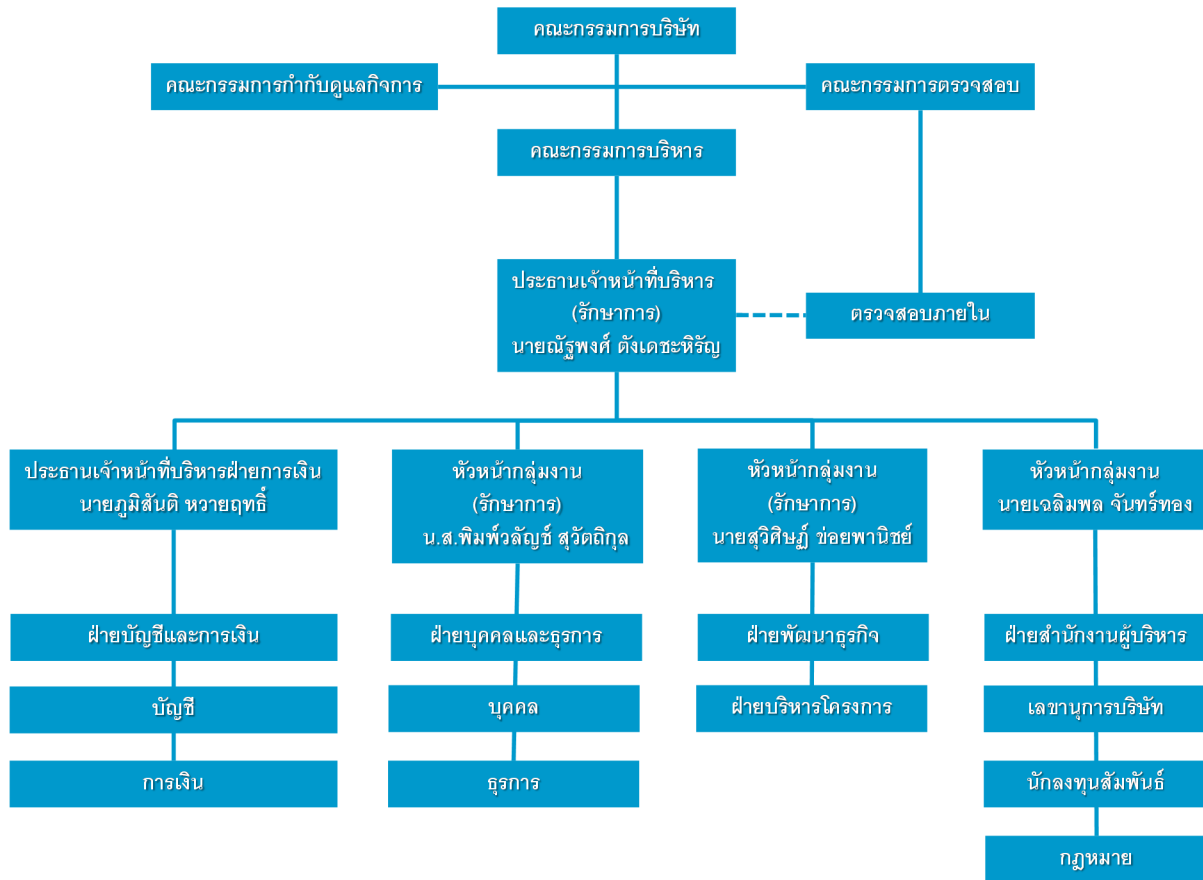 คณะกรรมการบริษัท
คณะกรรมการกำกับดูแลกิจการ
คณะกรรมการตรวจสอบ
คณะกรรมการบริหาร
ประธานเจ้าหน้าที่บริหาร
(รักษาการ)
นายณัฐพงศ์ ตังเดชะหิรัญ
ตรวจสอบภายใน
ประธานเจ้าหน้าที่บริหารฝ่ายการเงิน
นายภูมิสันติ หวายฤทธิ์
หัวหน้ากลุ่มงาน
(รักษาการ)
น.ส.พิมพ์วลัญช์ สุวัตถิกุล
หัวหน้ากลุ่มงาน
(รักษาการ)
นายสุวิศิษฏ์ ข่อยพานิชย์
หัวหน้ากลุ่มงาน
นายเฉลิมพล จันทร์ทอง
ฝ่ายบัญชีและการเงิน
ฝ่ายบุคคลและธุรการ
ฝ่ายพัฒนาธุรกิจ
ฝ่ายสำนักงานผู้บริหาร
บัญชี
บุคคล
ฝ่ายบริหารโครงการ
เลขานุการบริษัท
การเงิน
ธุรการ
นักลงทุนสัมพันธ์
กฎหมาย